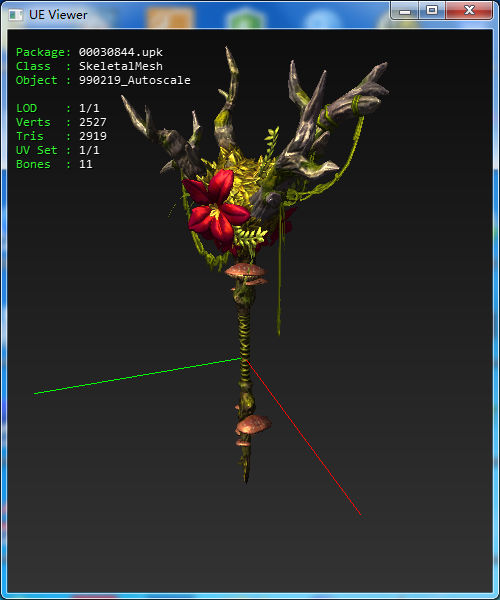 UE Viewer
Package: 00030844.upk
Class : SkeletalMesh
Object : 990219_Autoscale
LOD : 1/1
Verts : 2527
Tris : 2919
UV Set : 1/1
Bones : 11